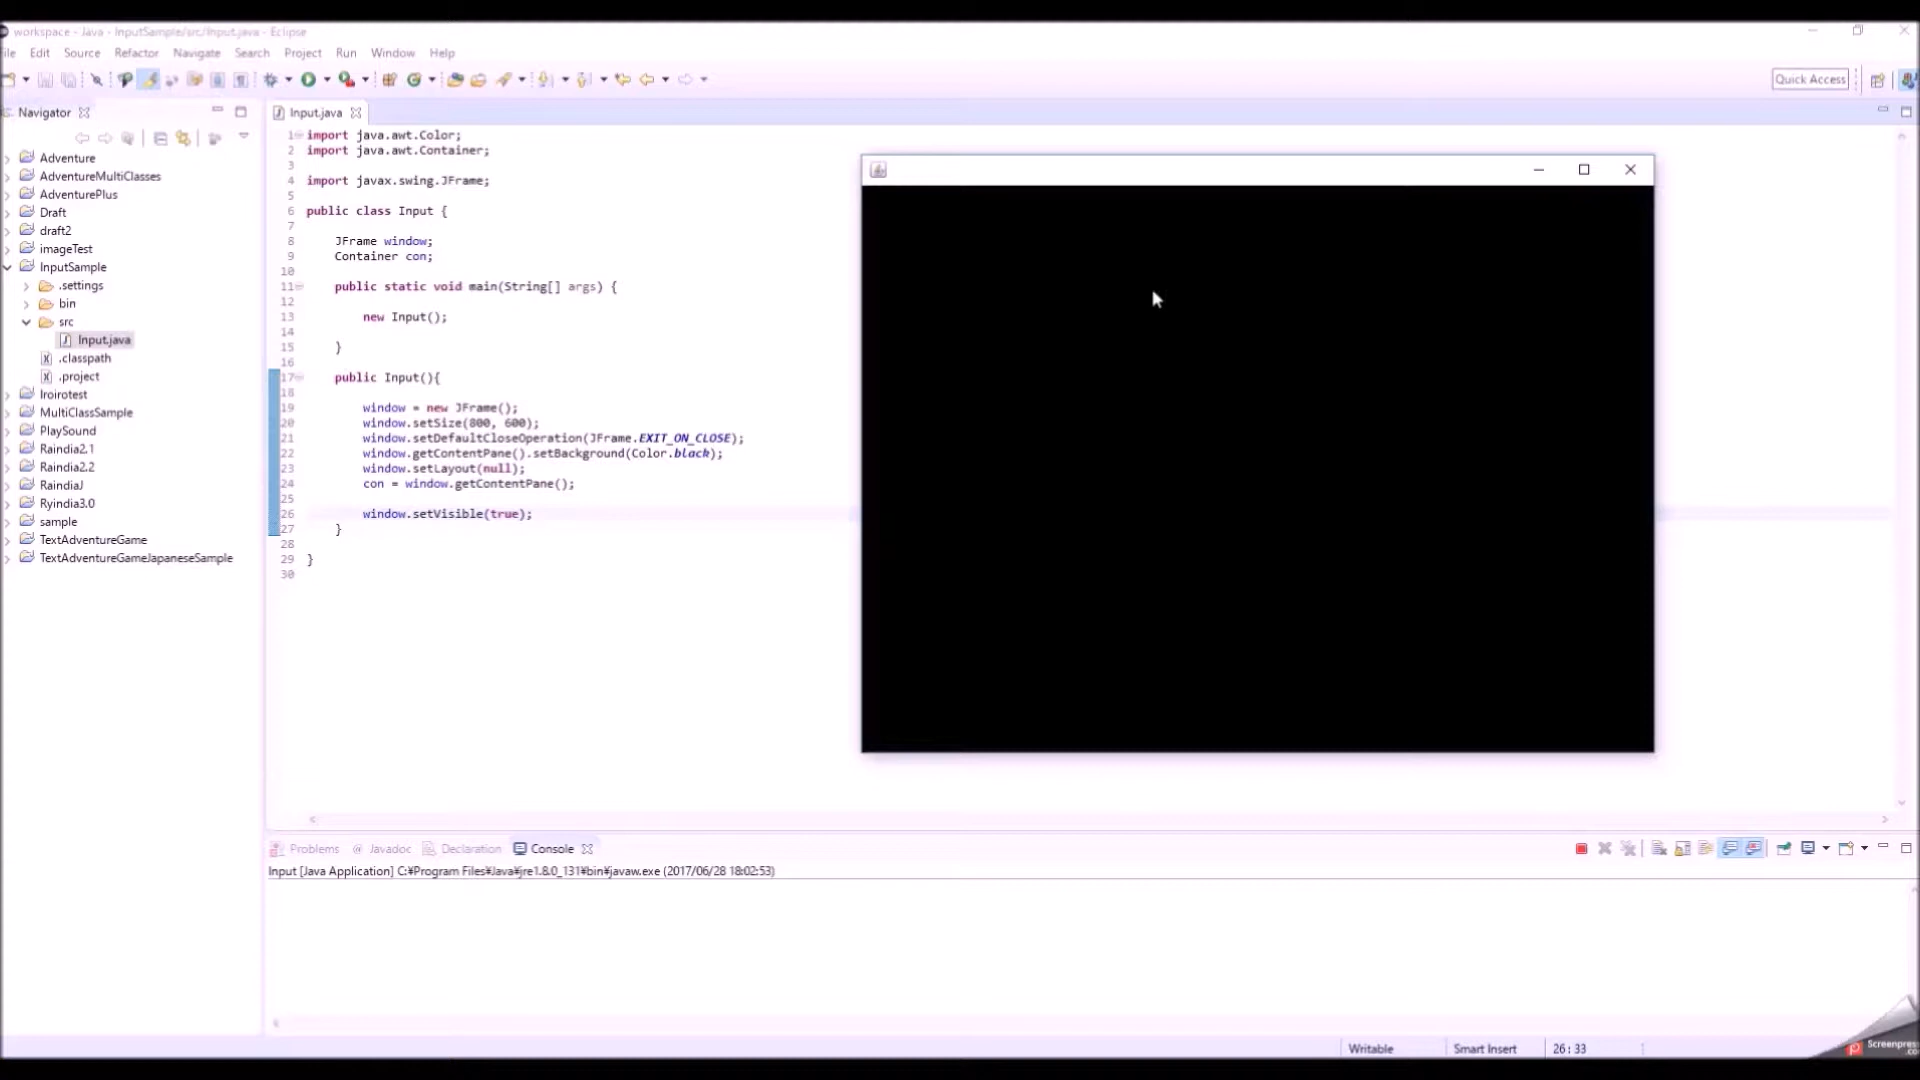 workspace - Java - InputSample/src/Input.java - Eclipse
ile Edit Source Refactor Navigate Search Project Run Window Help
Quick Access
Navigator
Adventure
AdventureMultiClasses
AdventurePlus
Draft
draft2
imageTest
InputSample
.settings
bin
src
Input.java
.classpath
.project
Iroirotest
MultiClassSample
PlaySound
Raindia2.1
Raindia2.2
RaindiaJ
Ryindia3.0
sample
TextAdventureGame
TextAdventureGameJapaneseSample
Input.java
1 import java.awt.Color;
2 import java.awt.Container;
3
4 import javax.swing.JFrame;
5
6 public class Input {
7
8 JFrame window;
9 Container con;
10
11 public static void main(String[] args) {
12
13 new Input();
14
15 }
16
17 public Input(){
18
19 window = new JFrame();
20 window.setSize(800, 600);
21 window.setDefaultCloseOperation(JFrame.EXIT_ON_CLOSE);
22 window.getContentPane().setBackground(Color.black);
23 window.setLayout(null);
24 con = window.getContentPane();
25
26 window.setVisible(true);
27 }
28
29 }
30
Problems @ Javadoc Declaration Console
Input [Java Application] C:¥Program Files¥Java¥jre1.8.0_131¥bin¥javaw.exe (2017/06/28 18:02:53)
Writable Smart Insert 26 : 33
Screenpres
.co